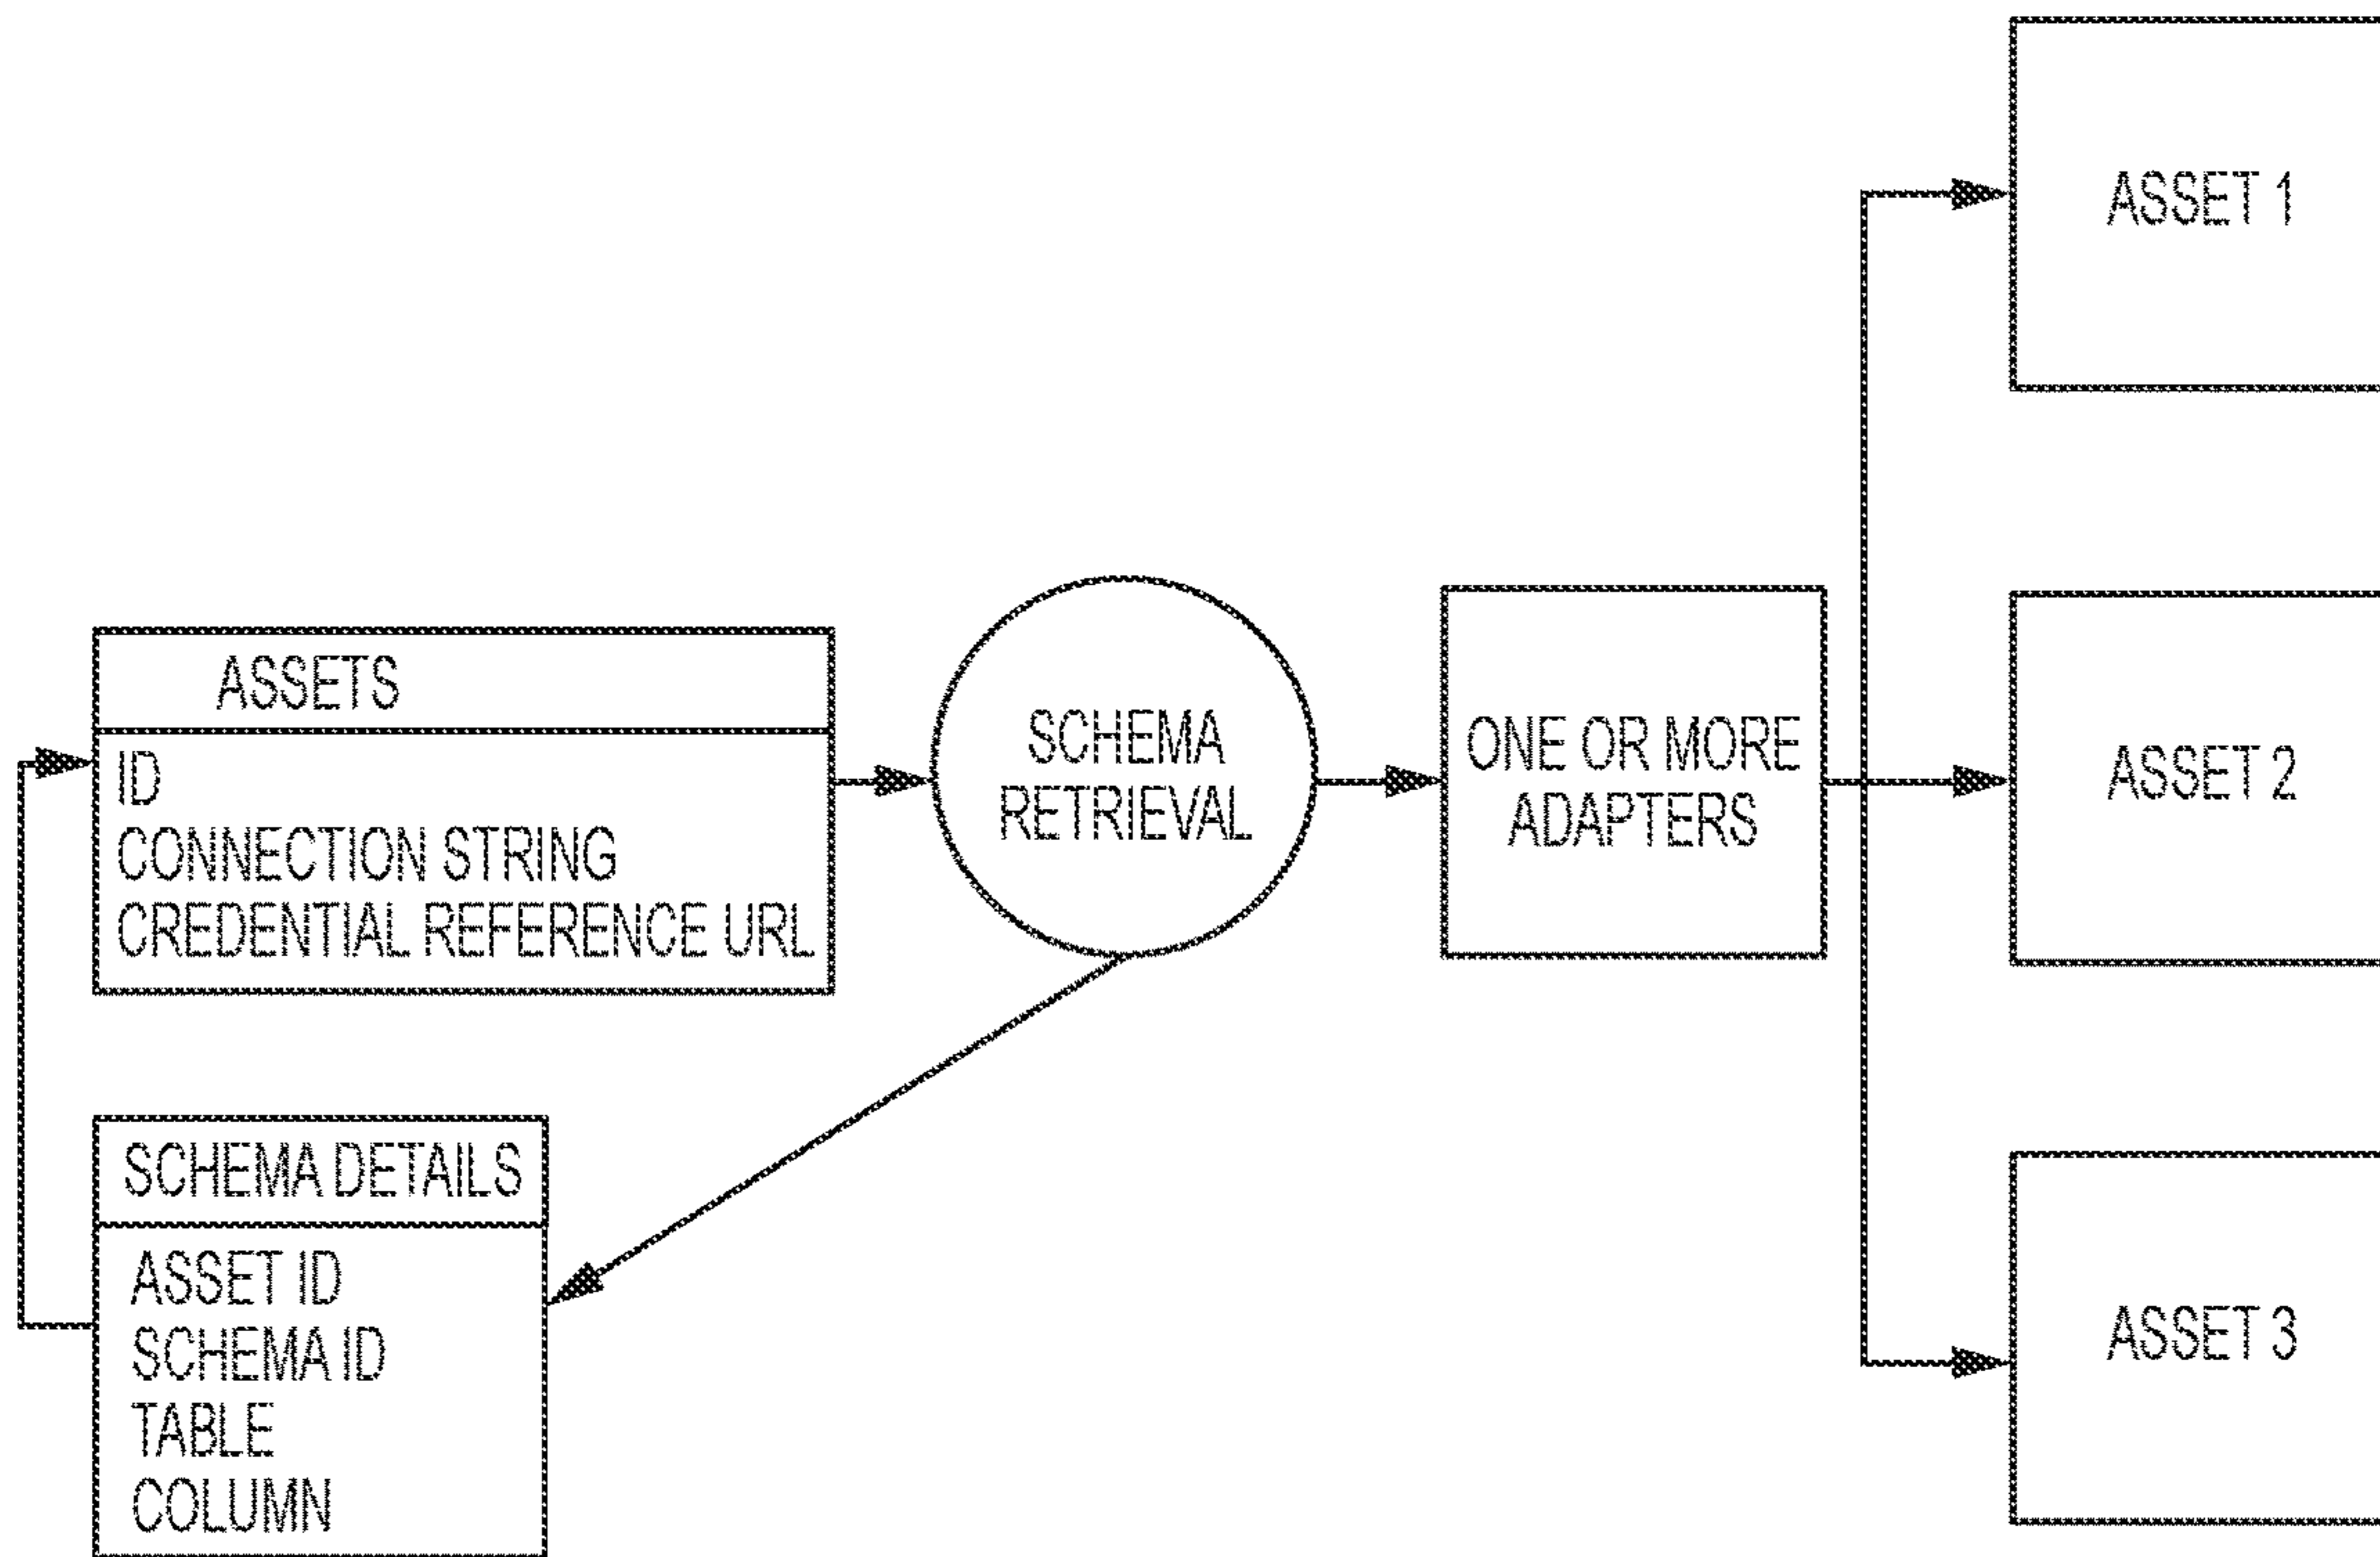 ASSETS
ID
CONNECTION STRING
CREDENTIAL REFERENCE URL
SCHEMA DETAILS
ASSET ID
SCHEMA ID
TABLE
COLUMN
SCHEMA
RETRIEVAL
ONE OR MORE
ADAPTERS
ASSET 1
ASSET 2
ASSET 3